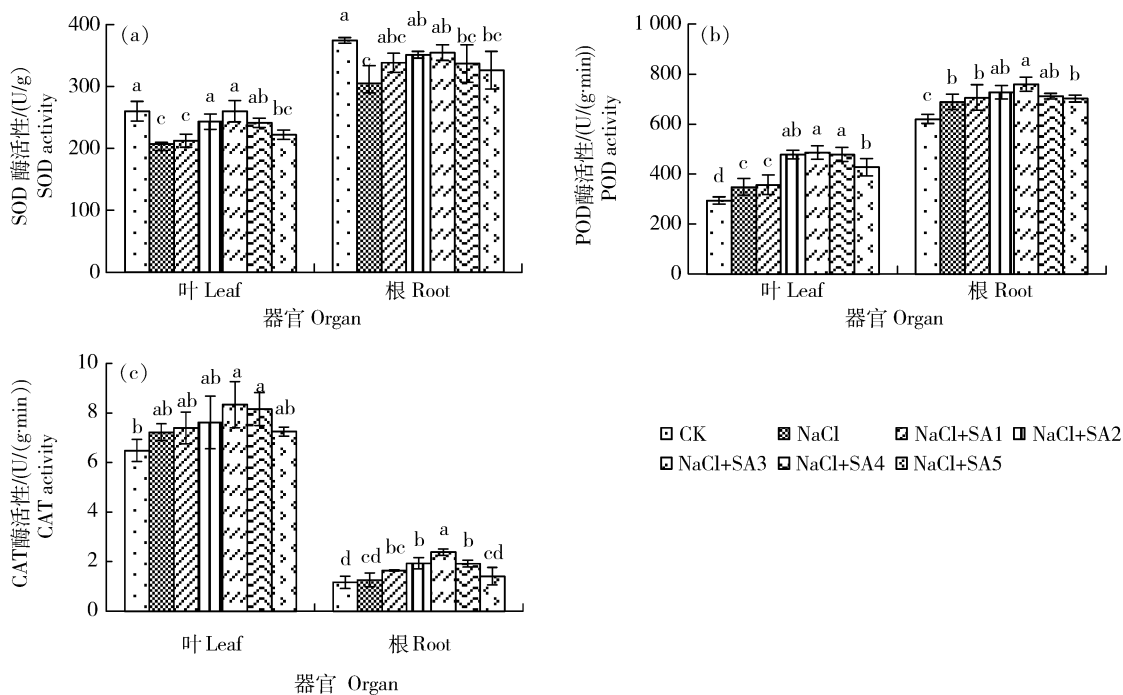 (a)
SOD 酶活性/(U/g)
SOD activity
400
300
200
100
0
a
c
c
a
a
ab
bc
a
c
abc
ab
ab
bc
bc
叶 Leaf
根 Root
器官 Organ
(b)
POD酶活性/(U/(g·min))
POD activity
1 000
800
600
400
200
0
d
c
c
ab
a
a
b
c
b
b
ab
a
ab
b
叶 Leaf
根 Root
器官 Organ
(c)
CAT酶活性/(U/(g·min))
CAT activity
10
8
6
4
2
0
b
ab
ab
ab
a
a
ab
d
cd
bc
b
a
b
cd
叶 Leaf
根 Root
器官 Organ
CK NaCl NaCl+SA1 NaCl+SA2
NaCl+SA3 NaCl+SA4 NaCl+SA5